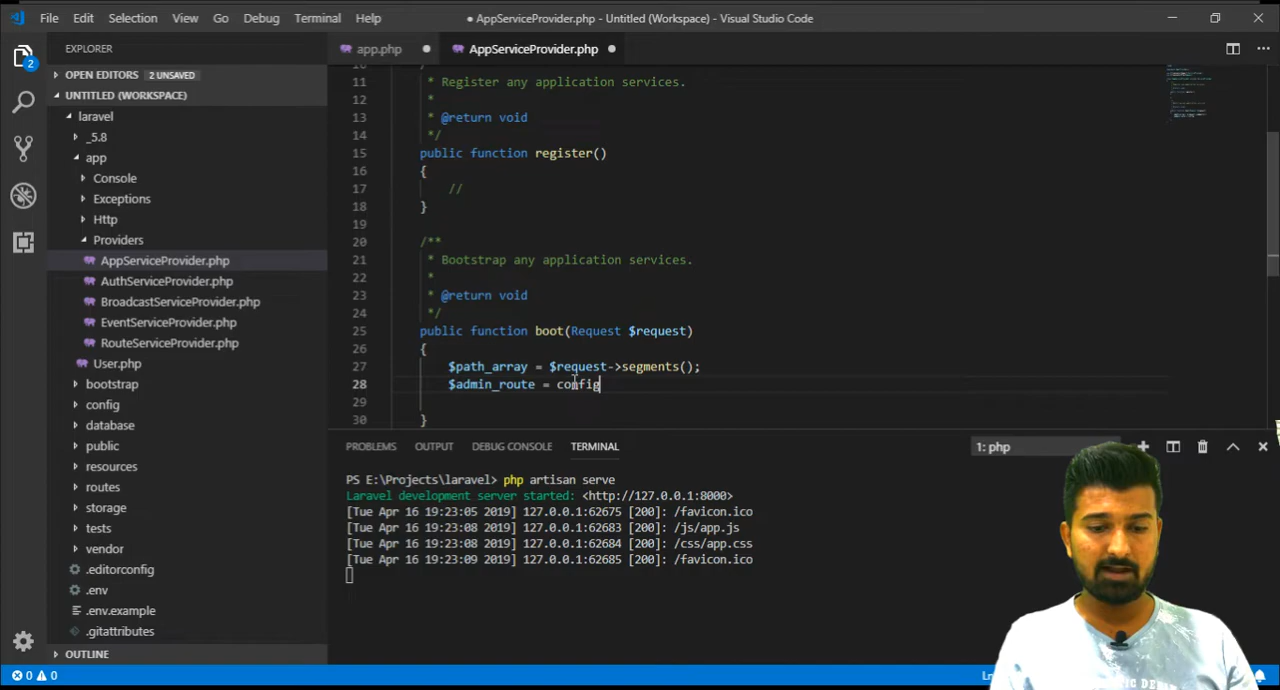 File Edit Selection View Go Debug Terminal Help
● AppServiceProvider.php - Untitled (Workspace) - Visual Studio Code
EXPLORER
app.php
AppServiceProvider.php
2
OPEN EDITORS 2 UNSAVED
UNTITLED (WORKSPACE)
laravel
_5.8
app
Console
Exceptions
Http
Providers
AppServiceProvider.php
AuthServiceProvider.php
BroadcastServiceProvider.php
EventServiceProvider.php
RouteServiceProvider.php
User.php
bootstrap
config
database
public
resources
routes
storage
tests
vendor
.editorconfig
.env
.env.example
.gitattributes
OUTLINE
11 * Register any application services.
12 *
13 * @return void
14 */
15 public function register()
16 {
17 //
18 }
19
20 /**
21 * Bootstrap any application services.
22 *
23 * @return void
24 */
25 public function boot(Request $request)
26 {
27 $path_array = $request->segments();
28 $admin_route = config
29
30 }
PROBLEMS OUTPUT DEBUG CONSOLE TERMINAL
1: php
PS E:\Projects\laravel> php artisan serve
Laravel development server started: <http://127.0.0.1:8000>
[Tue Apr 16 19:23:05 2019] 127.0.0.1:62675 [200]: /favicon.ico
[Tue Apr 16 19:23:08 2019] 127.0.0.1:62683 [200]: /js/app.js
[Tue Apr 16 19:23:08 2019] 127.0.0.1:62684 [200]: /css/app.css
[Tue Apr 16 19:23:09 2019] 127.0.0.1:62685 [200]: /favicon.ico
0 0